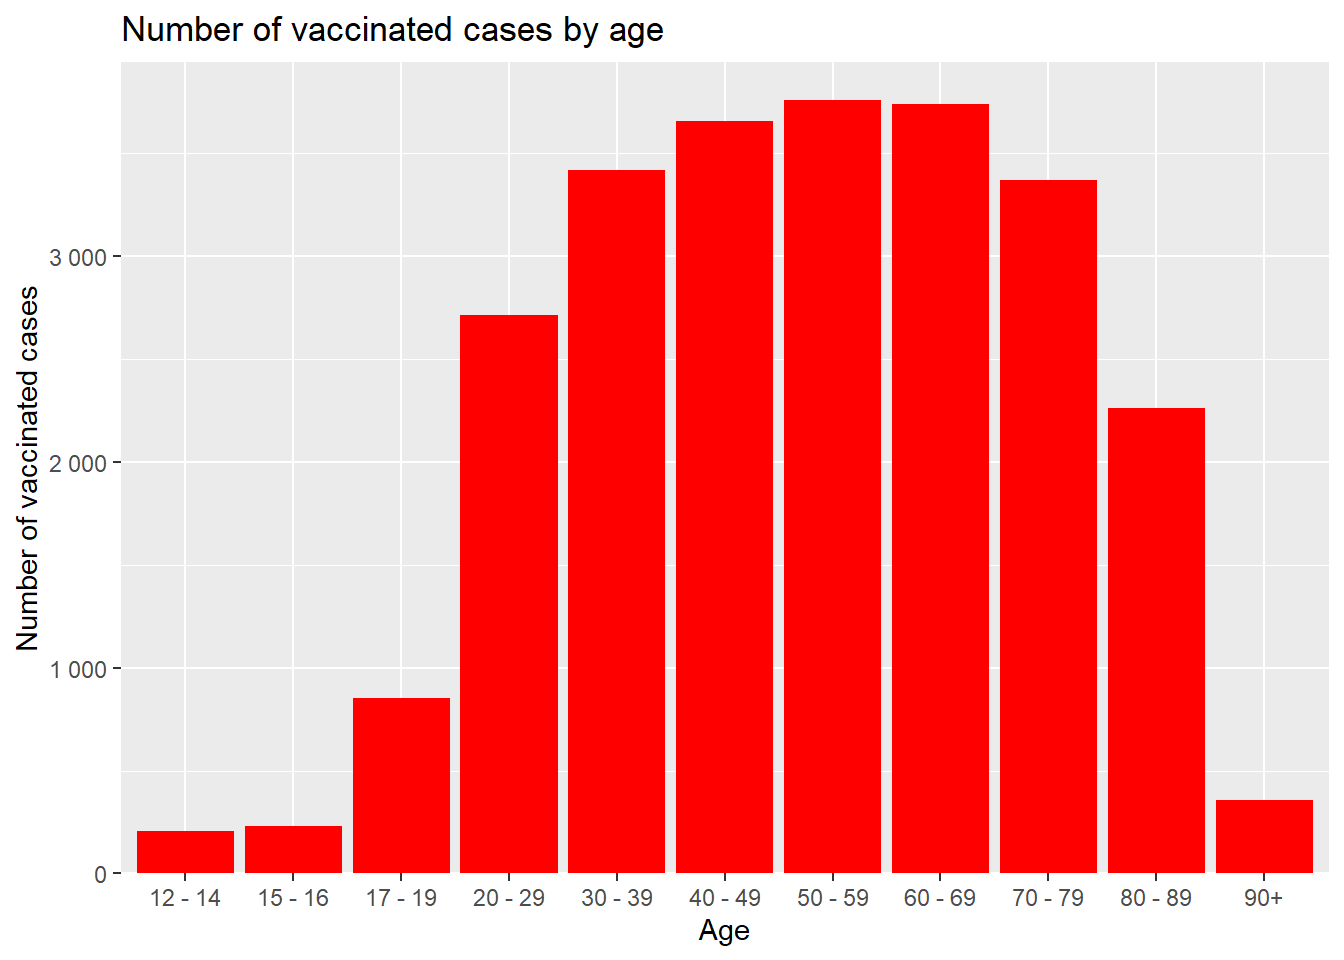 Number of vaccinated cases by age
Number of vaccinated cases
3 000
2 000
1 000
0
12 - 14 15 - 16 17 - 19 20 - 29 30 - 39 40 - 49 50 - 59 60 - 69 70 - 79 80 - 89 90+
Age